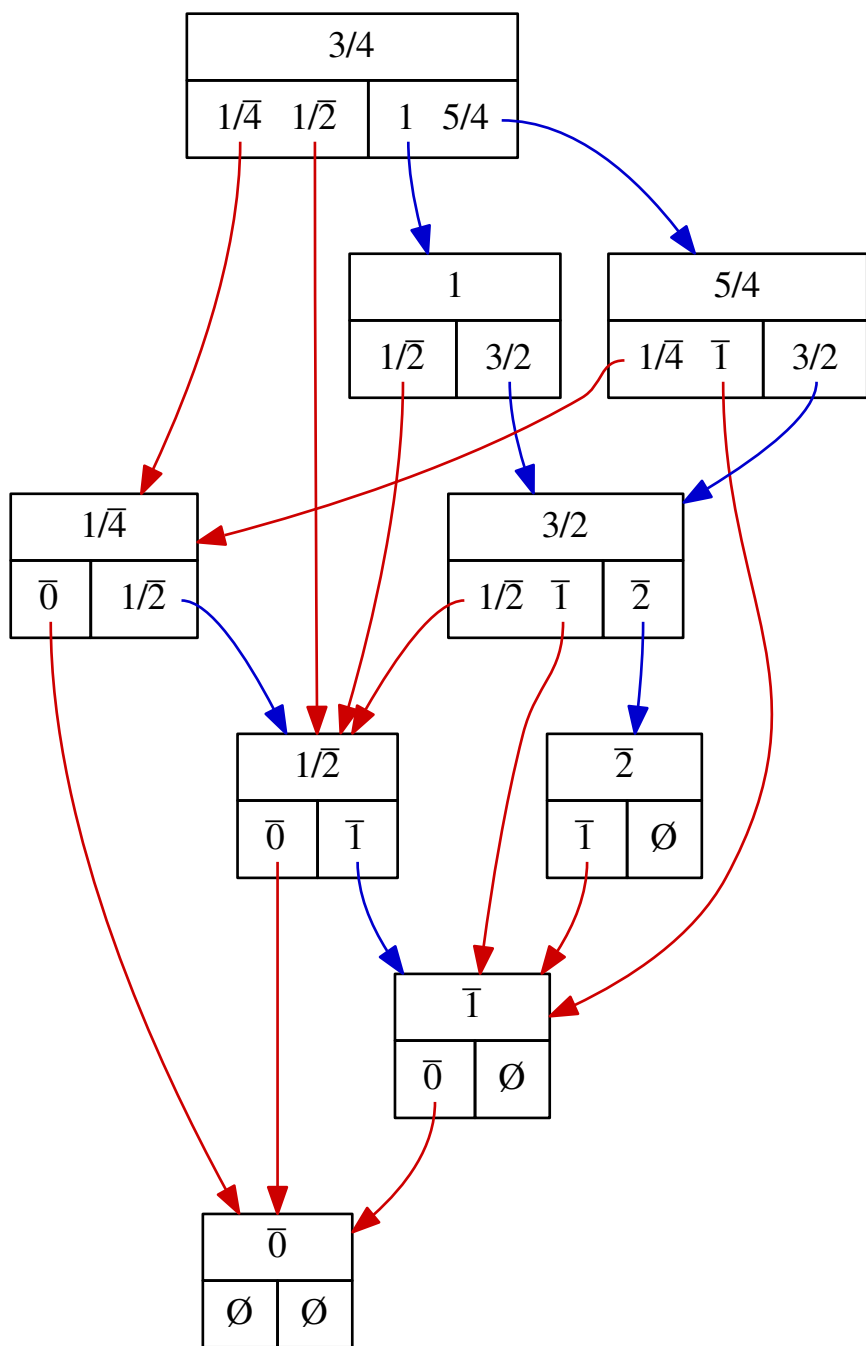 3/4
1/4̅ 1/2̅ 1 5/4
1 5/4
1/2̅ 3/2 1/4̅ 1̅ 3/2
1/4̅ 3/2
0̅ 1/2̅ 1/2̅ 1̅ 2̅
1/2̅ 2̅
0̅ 1̅ 1̅ Ø
1̅
0̅ Ø
0̅
Ø Ø